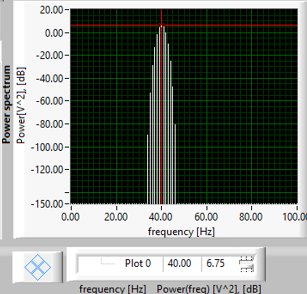 Power spectrum
Power[V^2], [dB]
20.00
0.00
-20.00
-40.00
-60.00
-80.00
-100.00
-120.00
-150.00
0.00 20.00 40.00 60.00 80.00 100.00
frequency [Hz]
Plot 0 40.00 6.75
frequency [Hz] Power(freq) [V^2], [dB]